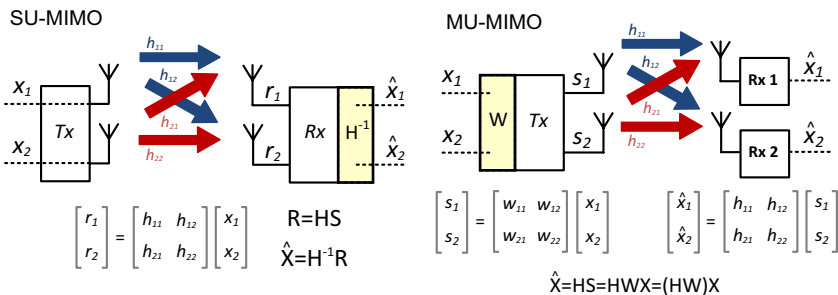 SU-MIMO
h11
h12
h21
h22
x1
x2
Tx
r1
r2
Rx
H⁻¹
x̂1
x̂2
[r1 r2] = [h11 h12 h21 h22] [x1 x2]
R=HS
X̂=H⁻¹R
MU-MIMO
h11
h12
h21
h22
x1
x2
W
Tx
s1
s2
Rx 1
Rx 2
x̂1
x̂2
[s1 s2] = [w11 w12 w21 w22] [x1 x2]
[x̂1 x̂2] = [h11 h12 h21 h22] [s1 s2]
X̂=HS=HWX=(HW)X